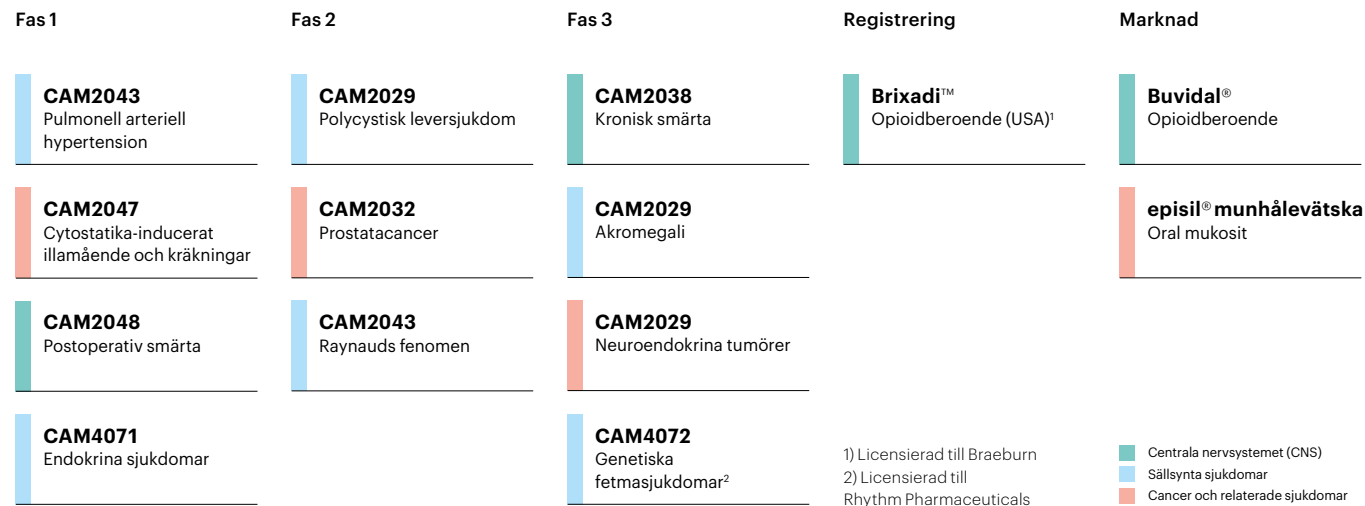 Fas 1
CAM2043
Pulmonell arteriell
hypertension
CAM2047
Cytostatika-inducerat
illamående och kräkningar
CAM2048
Postoperativ smärta
CAM4071
Endokrina sjukdomar
Fas 2
CAM2029
Polycystisk leversjukdom
CAM2032
Prostatacancer
CAM2043
Raynauds fenomen
Fas 3
CAM2038
Kronisk smärta
CAM2029
Akromegali
CAM2029
Neuroendokrina tumörer
CAM4072
Genetiska
fetmasjukdomar²
Registrering
Brixadi™
Opioidberoende (USA)¹
1) Licensierad till Braeburn
2) Licensierad till
Rhythm Pharmaceuticals
Marknad
Buvidal®
Opioidberoende
episil® munhålevätska
Oral mukosit
Centrala nervsystemet (CNS)
Sällsynta sjukdomar
Cancer och relaterade sjukdomar